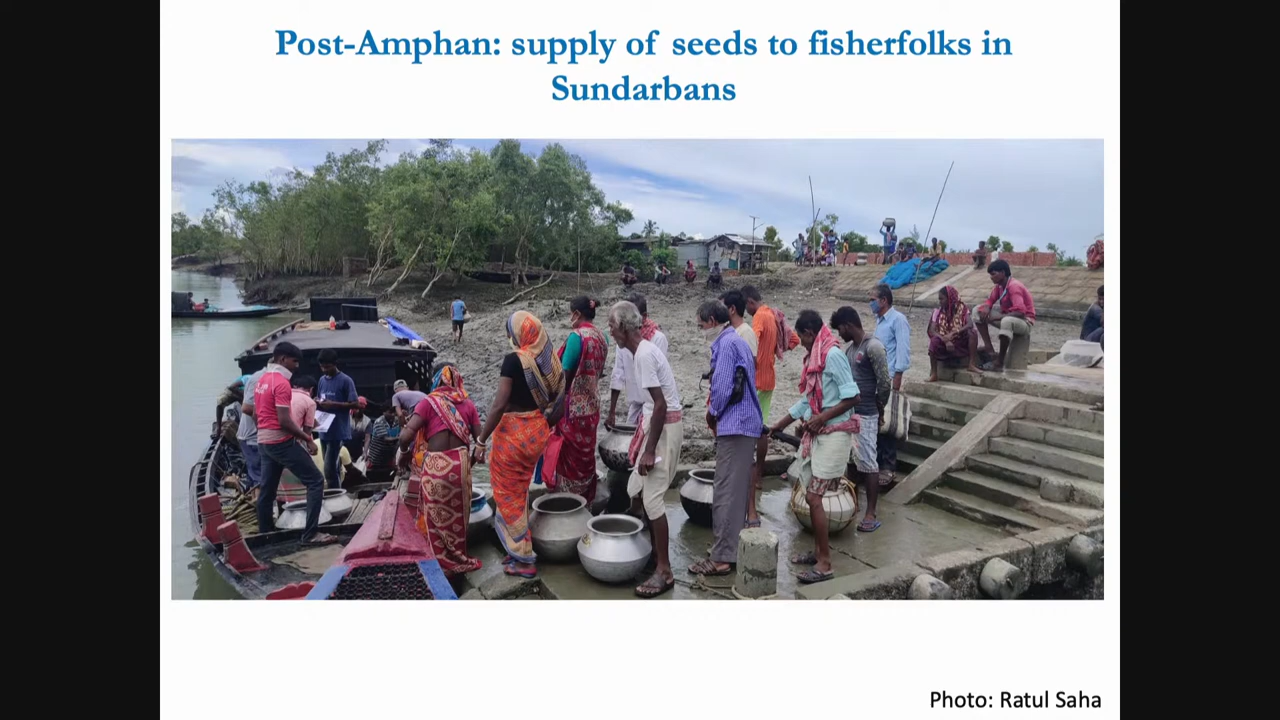 Post-Amphan: supply of seeds to fisherfolks in
Sundarbans
Photo: Ratul Saha